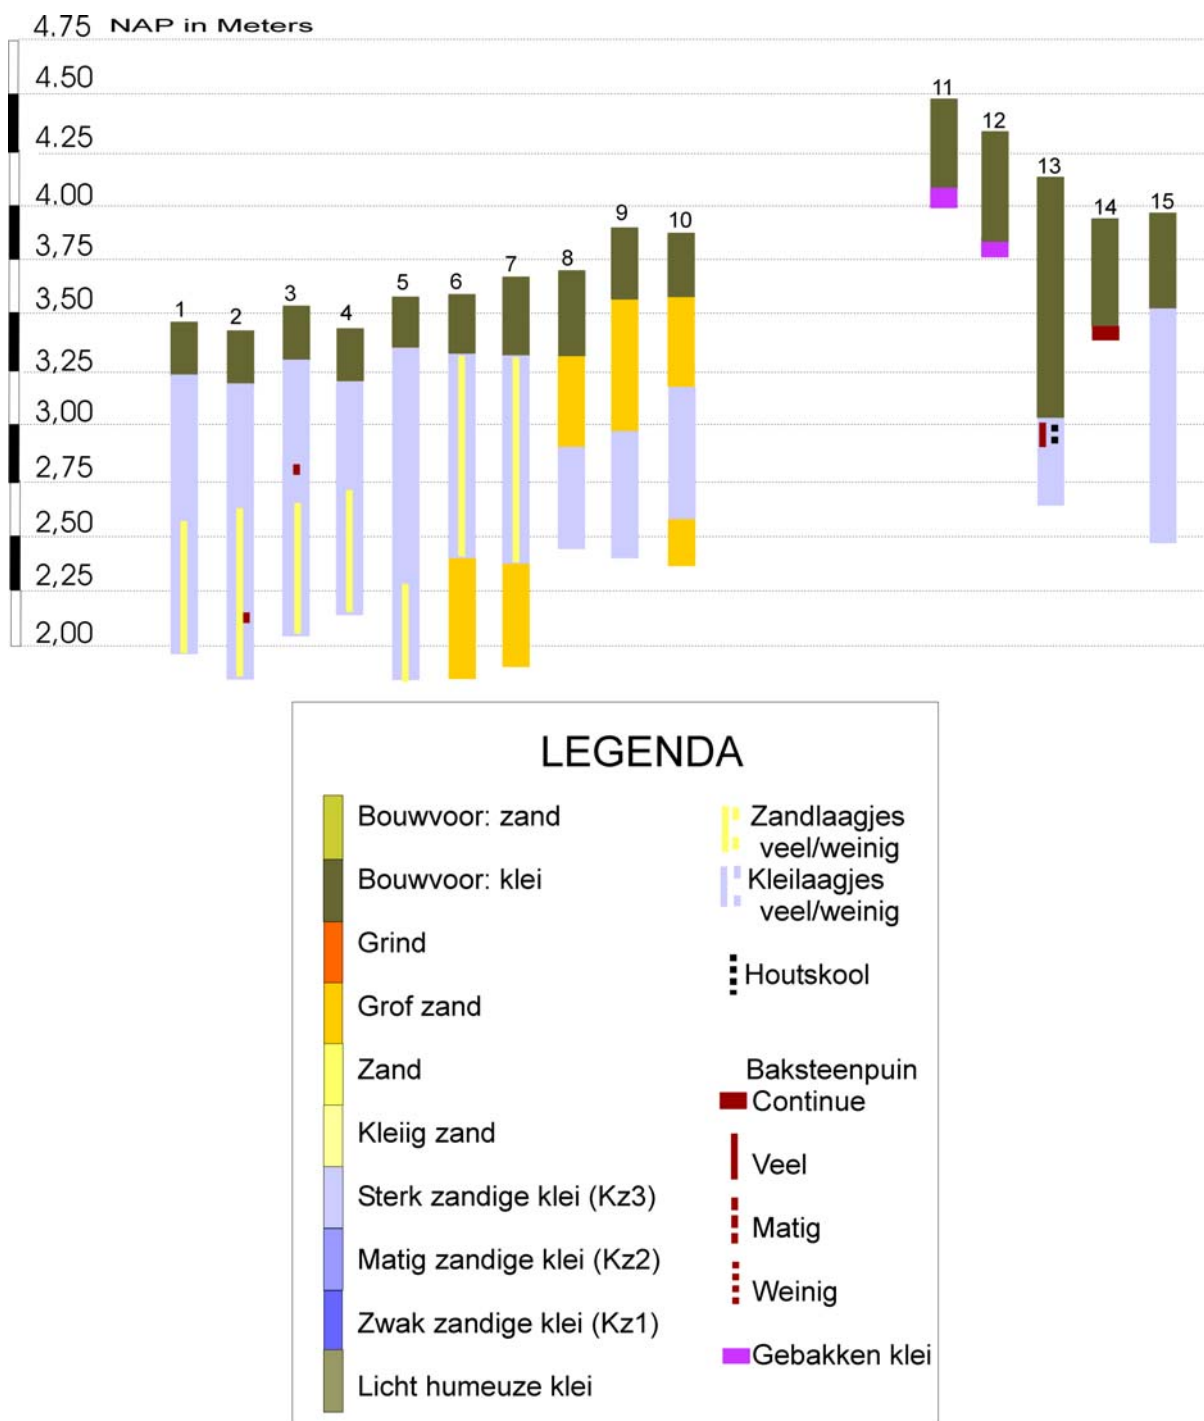 4.75 NAP in Meters
4.50
4.25
4.00
3,75
3,50
3,25
3,00
2,75
2,50
2,25
2,00
1
2
3
4
5
6
7
8
9
10
11
12
13
14
15
LEGENDA
Bouwvoor: zand
Bouwvoor: klei
Grind
Grof zand
Zand
Kleiig zand
Sterk zandige klei (Kz3)
Matig zandige klei (Kz2)
Zwak zandige klei (Kz1)
Licht humeuze klei
Zandlaagjes
veel/weinig
Kleilaagjes
veel/weinig
Houtskool
Baksteenpuin
Continue
Veel
Matig
Weinig
Gebakken klei